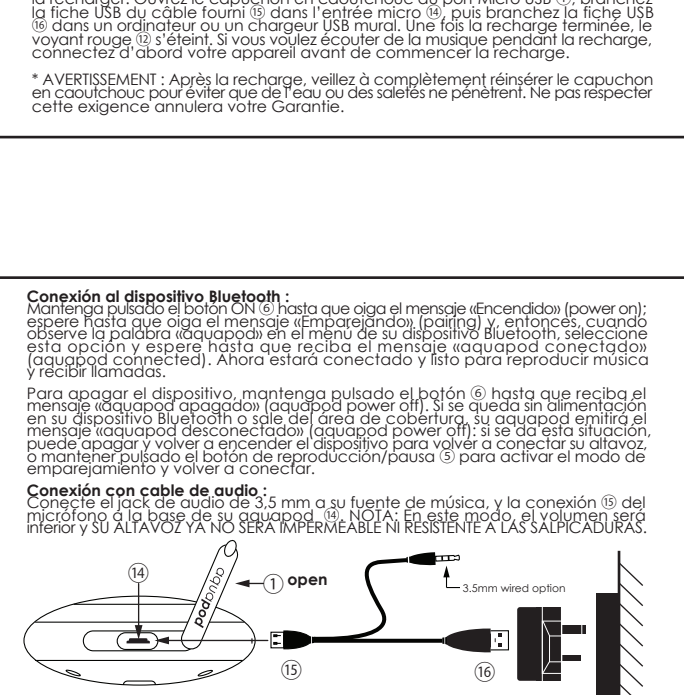 la recharger. Ouvrez le capuchon en caoutchouc du port Micro USB ①, branchez
la fiche USB du câble fourni ⑮ dans l’entrée micro ⑭, puis branchez la fiche USB
⑯ dans un ordinateur ou un chargeur USB mural. Une fois la recharge terminée, le
voyant rouge ⑫ s’éteint. Si vous voulez écouter de la musique pendant la recharge,
connectez d’abord votre appareil avant de commencer la recharge.
* AVERTISSEMENT : Après la recharge, veillez à complètement réinsérer le capuchon
en caoutchouc pour éviter que de l’eau ou des saletés ne pénètrent. Ne pas respecter
cette exigence annulera votre Garantie.
Conexión al dispositivo Bluetooth :
Mantenga pulsado el botón ON ⑥ hasta que oiga el mensaje «Encendido» (power on);
espere hasta que oiga el mensaje «Emparejando» (pairing) y, entonces, cuando
observe la palabra «aquapod» en el menú de su dispositivo Bluetooth, seleccione
esta opción y espere hasta que reciba el mensaje «aquapod conectado»
(aquapod connected). Ahora estará conectado y listo para reproducir música
y recibir llamadas.
Para apagar el dispositivo, mantenga pulsado el botón ⑥ hasta que reciba el
mensaje «aquapod apagado» (aquapod power off). Si se queda sin alimentación
en su dispositivo Bluetooth o sale del área de cobertura, su aquapod emitirá el
mensaje «aquapod desconectado» (aquapod power off): si se da esta situación,
puede apagar y volver a encender el dispositivo para volver a conectar su altavoz,
o mantener pulsado el botón de reproducción/pausa ⑤ para activar el modo de
emparejamiento y volver a conectar.
Conexión con cable de audio :
Conecte el jack de audio de 3,5 mm a su fuente de música, y la conexión ⑮ del
micrófono a la base de su aquapod ⑭. NOTA: En este modo, el volumen será
inferior y SU ALTAVOZ YA NO SERÁ IMPERMEABLE NI RESISTENTE A LAS SALPICADURAS.
⑭
aquapod
① open
3.5mm wired option
⑮
⑯